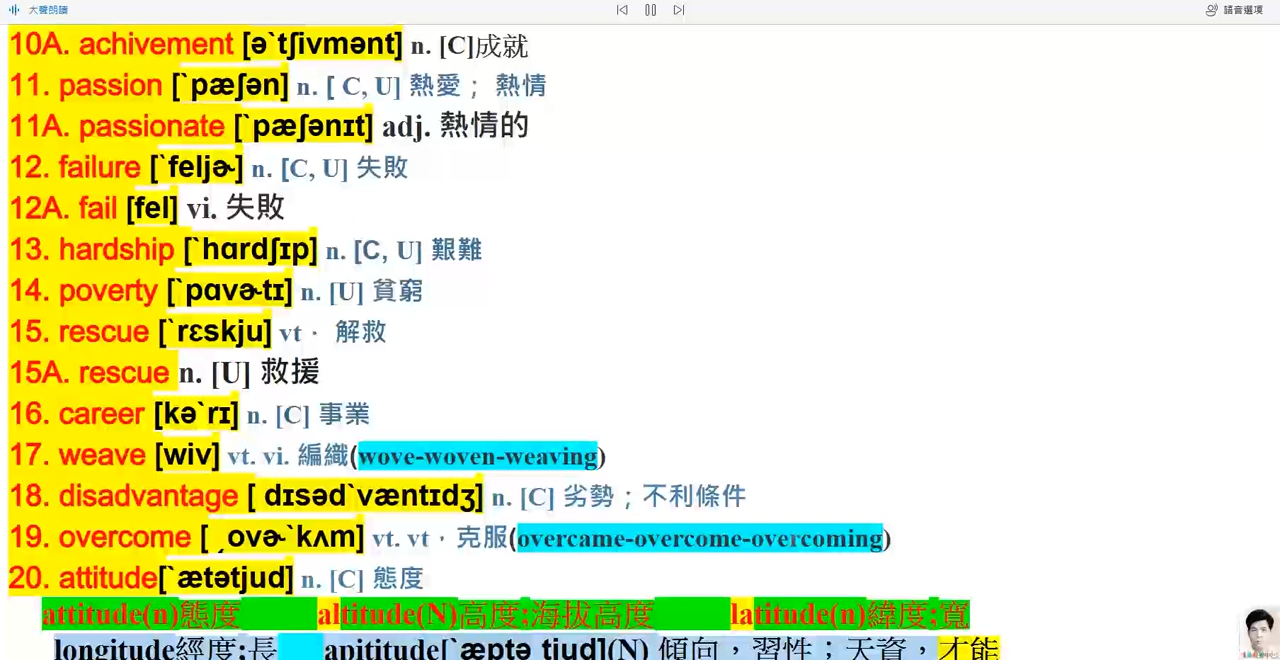 大聲朗讀
語音選項
10A. achivement [ə`tʃivmənt] n. [C]成就
11. passion [`pæʃən] n. [ C, U] 熱愛； 熱情
11A. passionate [`pæʃənɪt] adj. 熱情的
12. failure [`feljɚ] n. [C, U] 失敗
12A. fail [fel] vi. 失敗
13. hardship [`hɑrdʃɪp] n. [C, U] 艱難
14. poverty [`pɑvɚtɪ] n. [U] 貧窮
15. rescue [`rɛskju] vt． 解救
15A. rescue n. [U] 救援
16. career [kə`rɪ] n. [C] 事業
17. weave [wiv] vt. vi. 編織(wove-woven-weaving)
18. disadvantage [ dɪsəd`væntɪdʒ] n. [C] 劣勢；不利條件
19. overcome [ ˏovɚ`kʌm] vt. vt．克服(overcame-overcome-overcoming)
20. attitude[`ætətjud] n. [C] 態度
attitude(n)態度 altitude(N)高度;海拔高度 latitude(n)緯度;寬
longitude經度;長 apititude[`æptəˏtjud](N) 傾向，習性；天資，才能